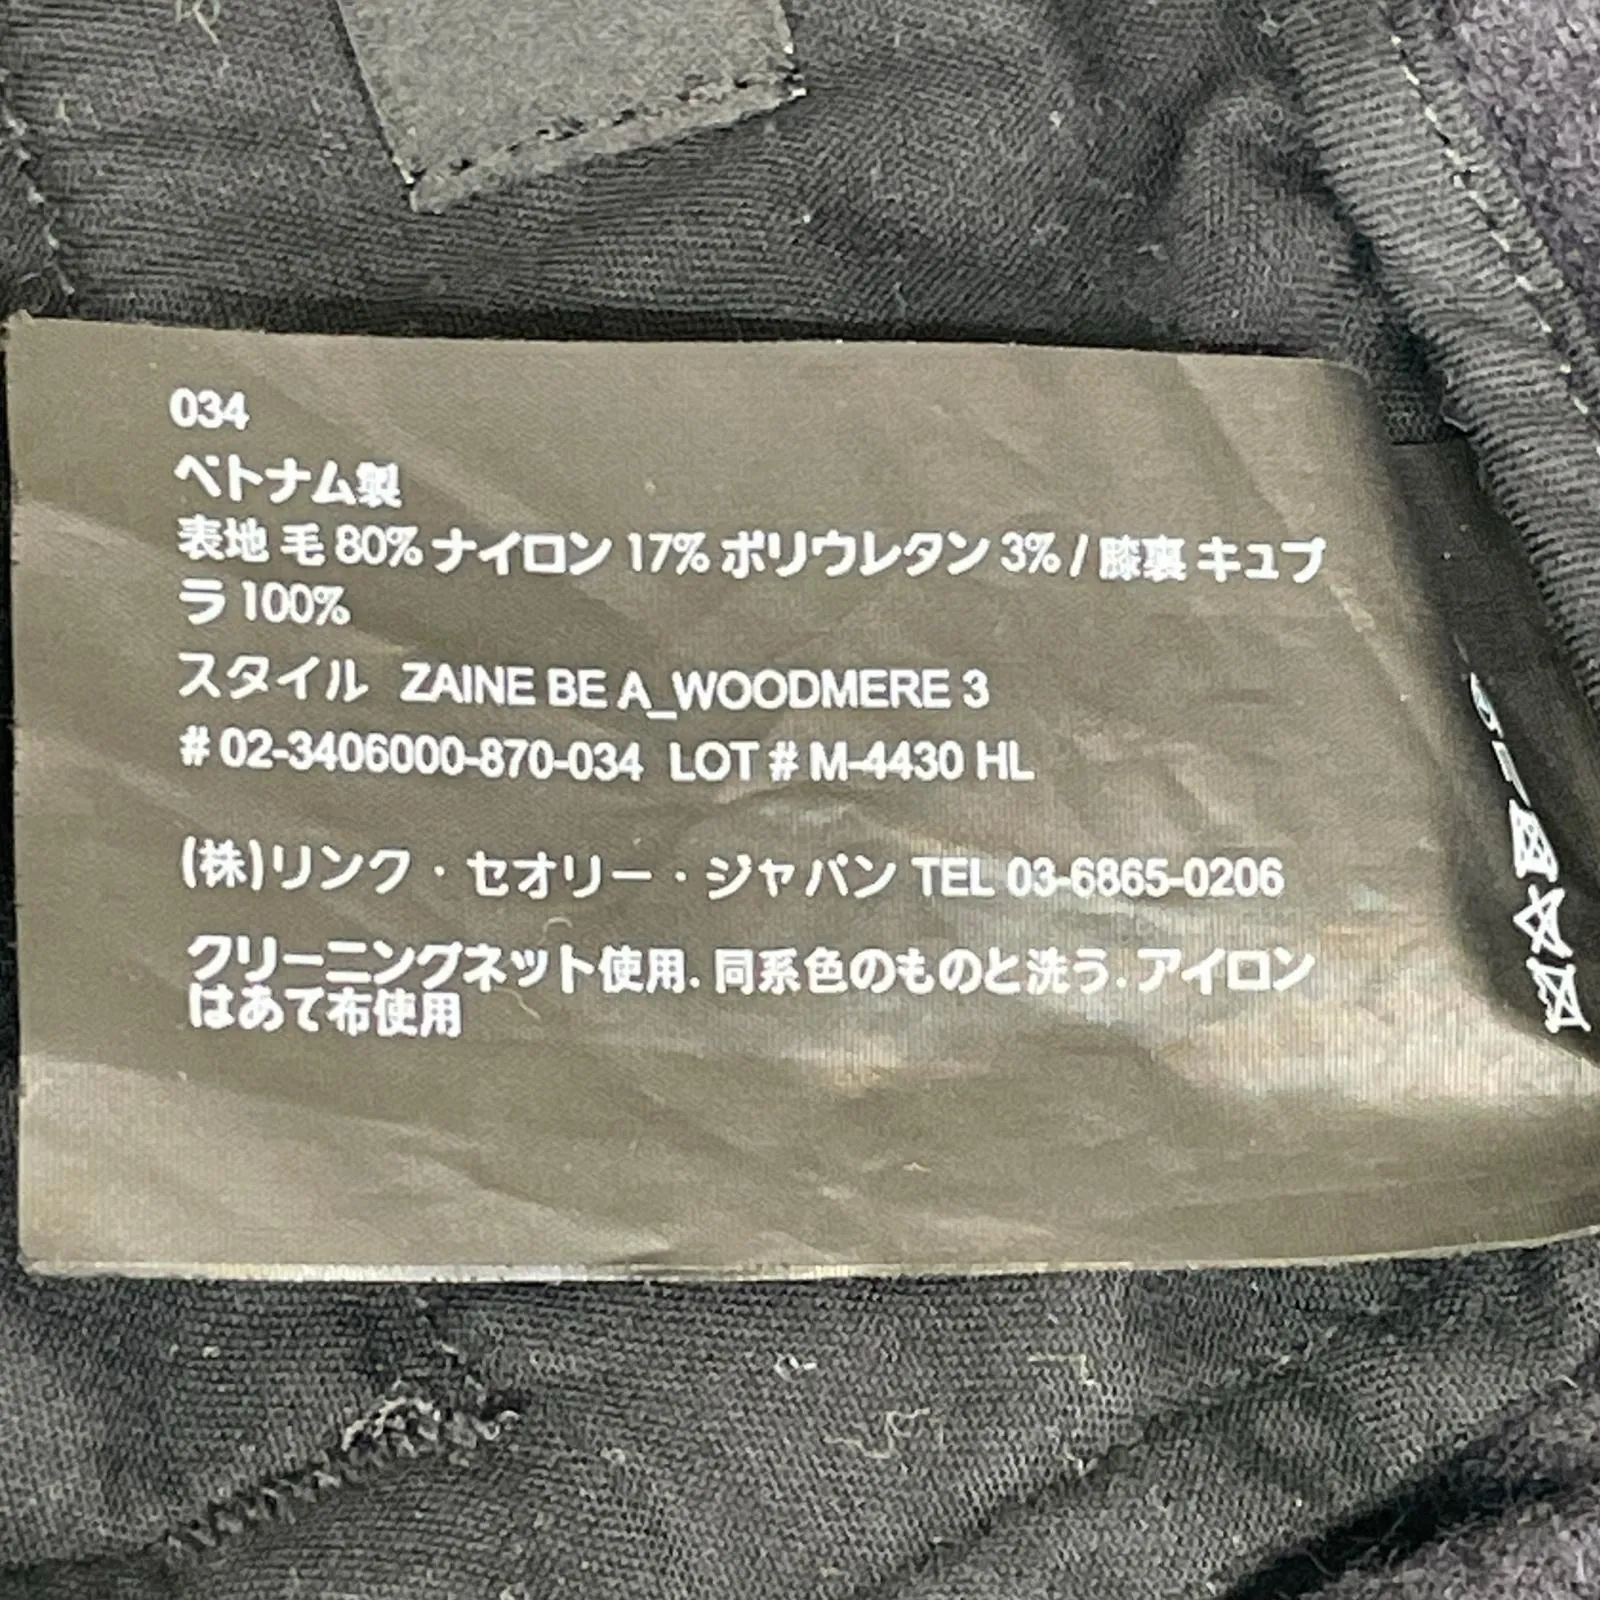 034
ベトナム製
表地 毛 80% ナイロン 17% ポリウレタン 3% / 膝裏 キュプ
ラ 100%
スタイル ZAINE BE A_WOODMERE 3
# 02-3406000-870-034 LOT # M-4430 HL
(株)リンク・セオリー・ジャパン TEL 03-6865-0206
クリーニングネット使用. 同系色のものと洗う. アイロン
はあて布使用